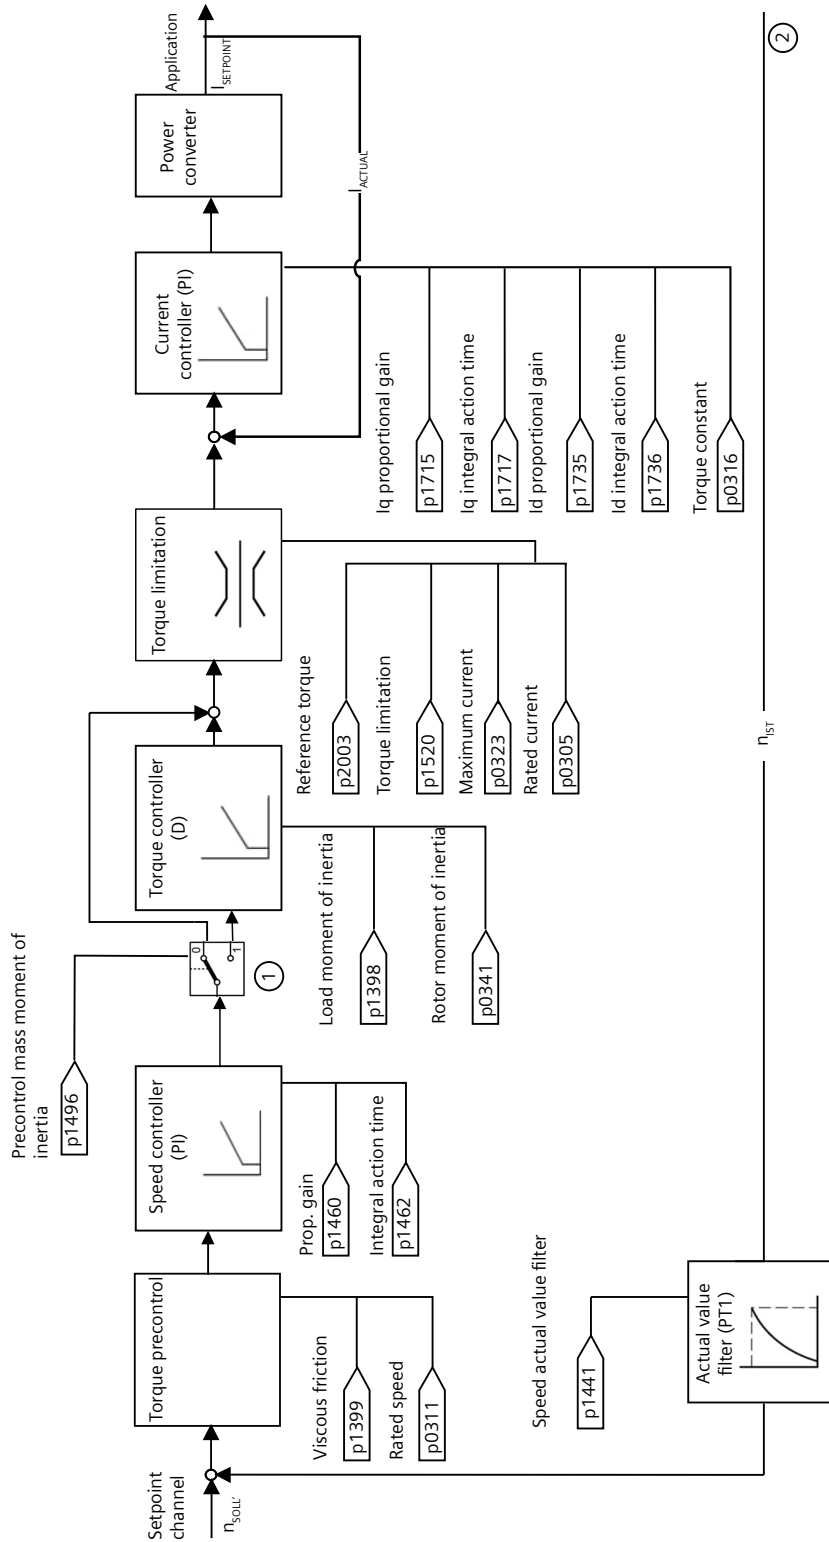 Setpoint
channel
nSOLL'
Torque precontrol
Viscous friction
p1399
Rated speed
p0311
Speed controller
(PI)
Prop. gain
p1460
Integral action time
p1462
Precontrol mass moment of
inertia
p1496
0
1
1
Torque controller
(D)
Load moment of inertia
p1398
Rotor moment of inertia
p0341
Torque limitation
Reference torque
p2003
Torque limitation
p1520
Maximum current
p0323
Rated current
p0305
Current
controller (PI)
Iq proportional gain
p1715
Iq integral action time
p1717
Id proportional gain
p1735
Id integral action time
p1736
Torque constant
p0316
Power
converter
Application
ISETPOINT
IACTUAL
Speed actual value filter
p1441
Actual value
filter (PT1)
nIST
2